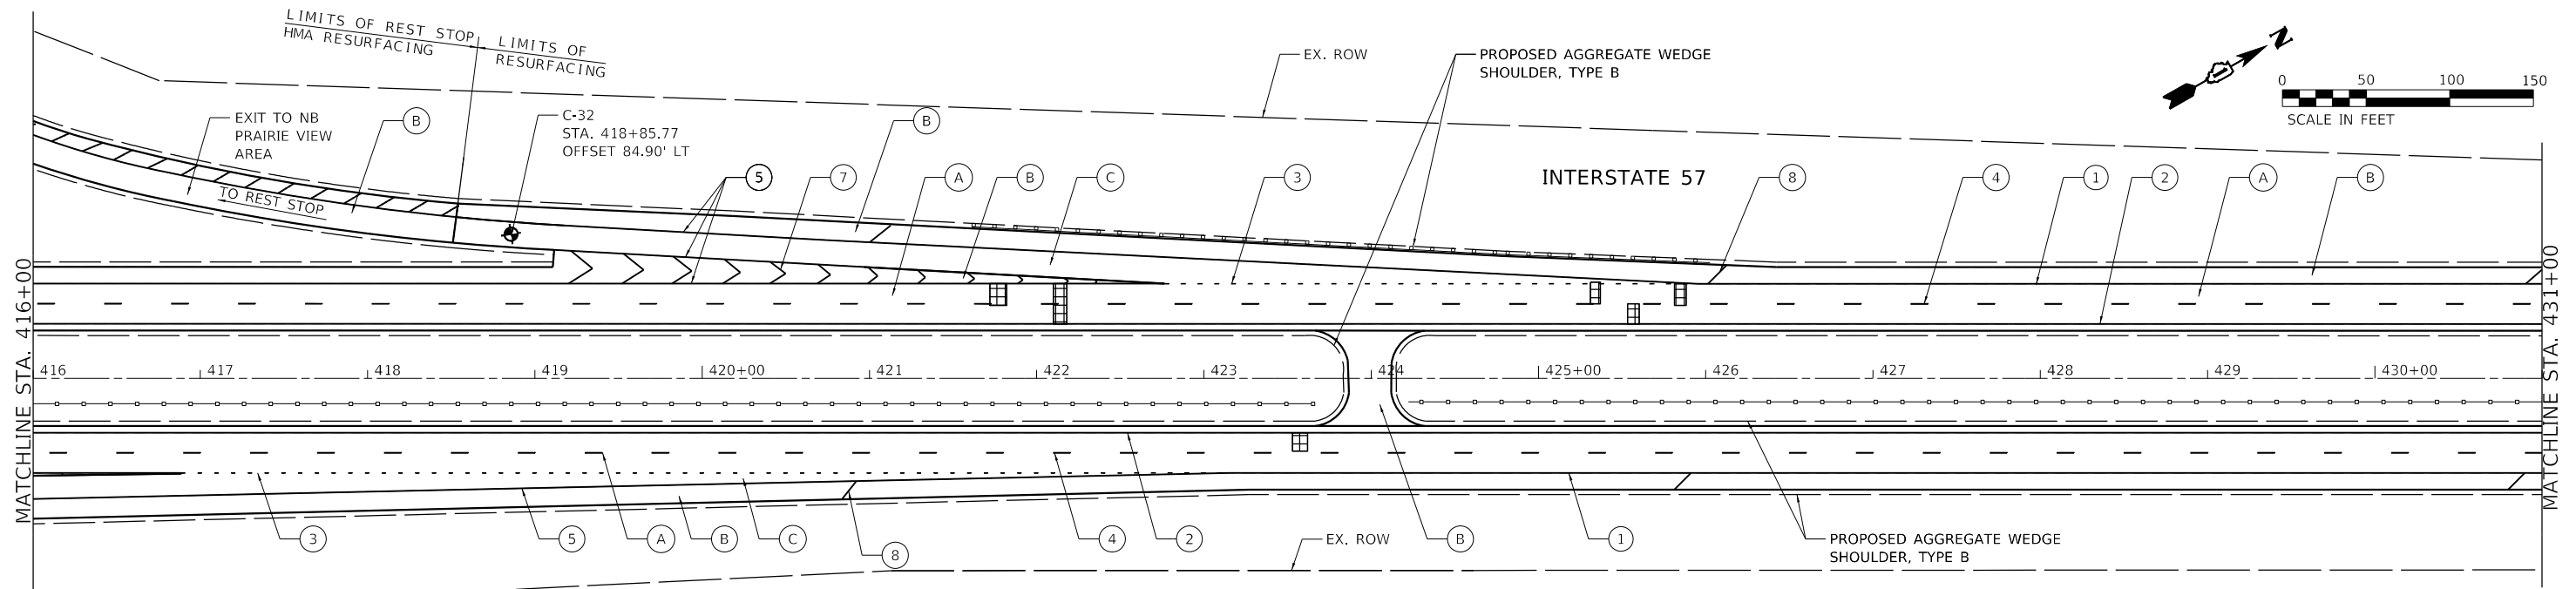 LIMITS OF REST STOP
HMA RESURFACING
LIMITS OF
RESURFACING
EX. ROW
PROPOSED AGGREGATE WEDGE
SHOULDER, TYPE B
N
0 50 100 150
SCALE IN FEET
EXIT TO NB
PRAIRIE VIEW
AREA
B
C-32
STA. 418+85.77
OFFSET 84.90' LT
B
INTERSTATE 57
5
7
A
B
C
3
8
4
1
2
A
B
TO REST STOP
MATCHLINE STA. 416+00
MATCHLINE STA. 431+00
416 417 418 419 420+00 421 422 423 424 425+00 426 427 428 429 430+00
3
5
A
B
C
8
4
2
EX. ROW
B
1
PROPOSED AGGREGATE WEDGE
SHOULDER, TYPE B